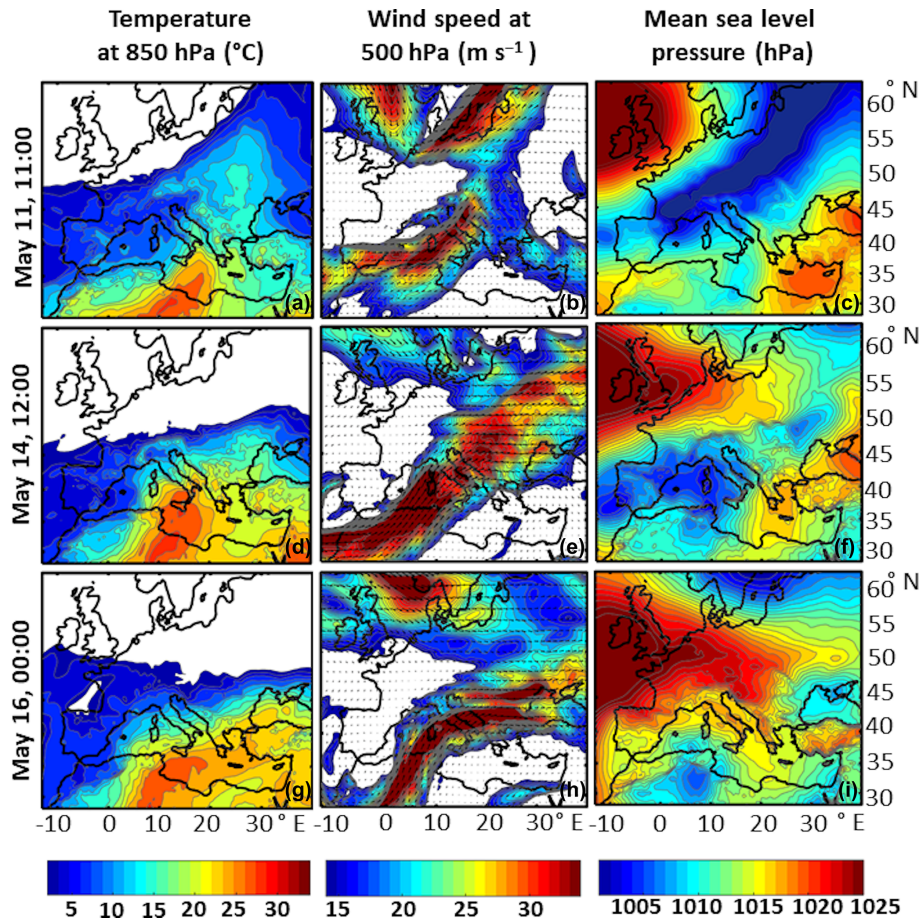 Temperature at 850 hPa (°C)
Wind speed at 500 hPa (m s⁻¹)
Mean sea level pressure (hPa)
May 11, 11:00
(a)
(b)
(c)
° N
60
55
50
45
40
35
30
May 14, 12:00
(d)
(e)
(f)
° N
60
55
50
45
40
35
30
May 16, 00:00
(g)
(h)
(i)
° N
60
55
50
45
40
35
30
-10 0 10 20 30 ° E
-10 0 10 20 30 ° E
-10 0 10 20 30 ° E
5 10 15 20 25 30
15 20 25 30
1005 1010 1015 1020 1025